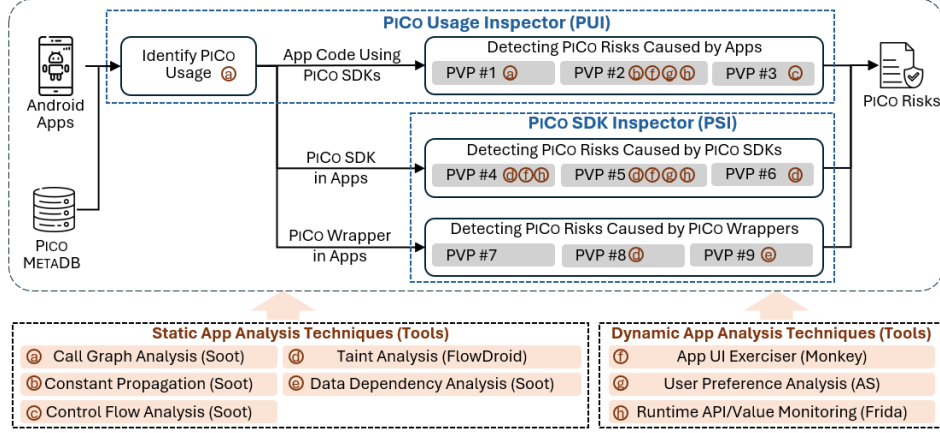 PICO Usage Inspector (PUI)
Android
Apps
PICO
METADB
Identify PICO
Usage ⓐ
App Code Using
PICO SDKs
Detecting PICO Risks Caused by Apps
PVP #1 ⓐ
PVP #2 ⓑⓕⓖⓗ
PVP #3 ⓒ
PICO Risks
PICO SDK Inspector (PSI)
PICO SDK
in Apps
Detecting PICO Risks Caused by PICO SDKs
PVP #4 ⓓⓕⓗ
PVP #5 ⓓⓕⓖⓗ
PVP #6 ⓓ
PICO Wrapper
in Apps
Detecting PICO Risks Caused by PICO Wrappers
PVP #7
PVP #8 ⓓ
PVP #9 ⓔ
Static App Analysis Techniques (Tools)
ⓐ Call Graph Analysis (Soot)
ⓑ Constant Propagation (Soot)
ⓒ Control Flow Analysis (Soot)
ⓓ Taint Analysis (FlowDroid)
ⓔ Data Dependency Analysis (Soot)
Dynamic App Analysis Techniques (Tools)
ⓕ App UI Exerciser (Monkey)
ⓖ User Preference Analysis (AS)
ⓗ Runtime API/Value Monitoring (Frida)